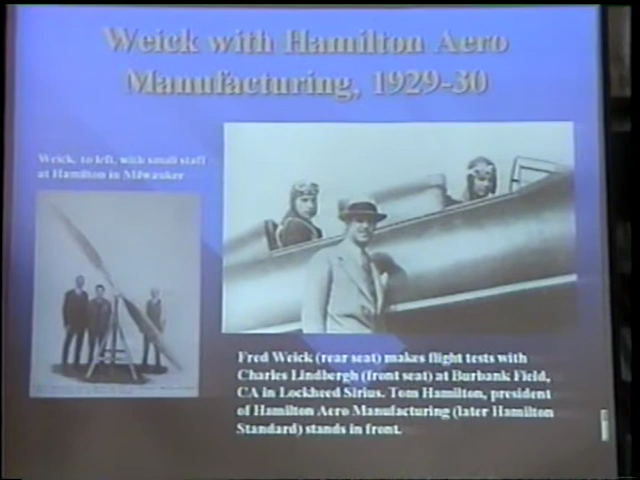 Weick with Hamilton Aero
Manufacturing, 1929-30
Weick, to left, with small staff
at Hamilton in Milwaukee
Fred Weick (rear seat) makes flight tests with
Charles Lindbergh (front seat) at Burbank Field,
CA in Lockheed Sirius. Tom Hamilton, president
of Hamilton Aero Manufacturing (later Hamilton
Standard) stands in front.